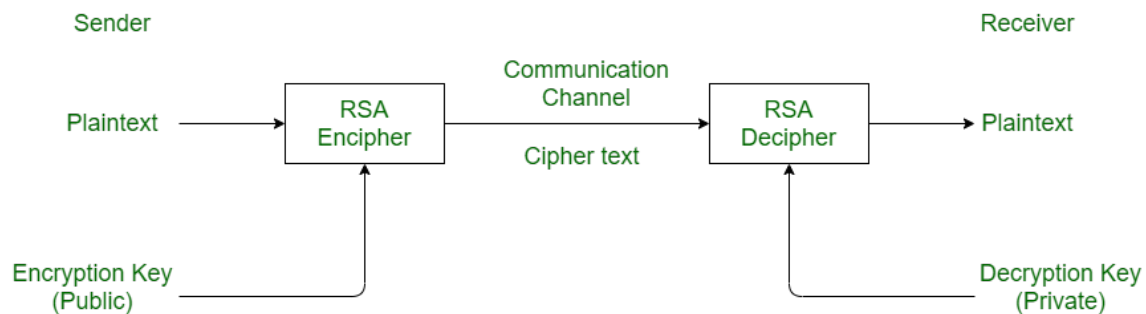 Sender
Receiver
Communication
Channel
Plaintext
RSA
Encipher
RSA
Decipher
Plaintext
Cipher text
Encryption Key
(Public)
Decryption Key
(Private)